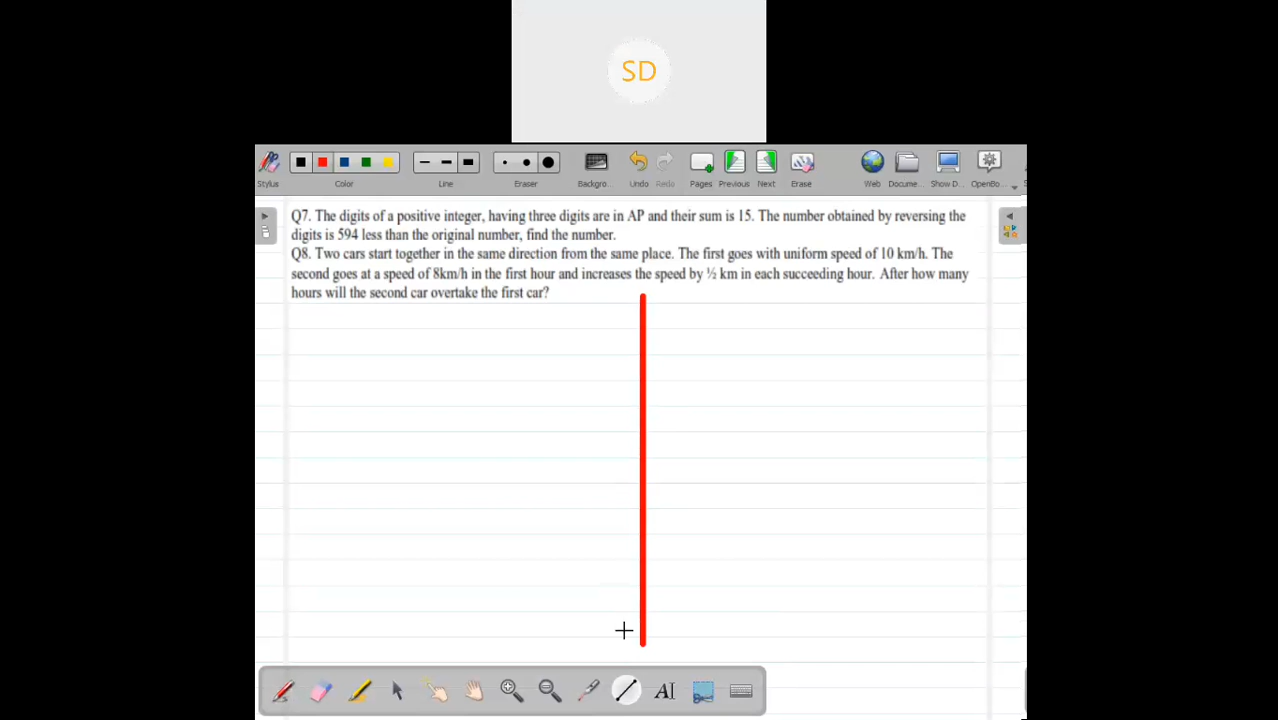 SD
Stylus
Color
Line
Eraser
Backgro...
Undo
Redo
Pages
Previous
Next
Erase
Web
Docume...
Show D...
OpenBo...
Q7. The digits of a positive integer, having three digits are in AP and their sum is 15. The number obtained by reversing the
digits is 594 less than the original number, find the number.
Q8. Two cars start together in the same direction from the same place. The first goes with uniform speed of 10 km/h. The
second goes at a speed of 8km/h in the first hour and increases the speed by ½ km in each succeeding hour. After how many
hours will the second car overtake the first car?
AI